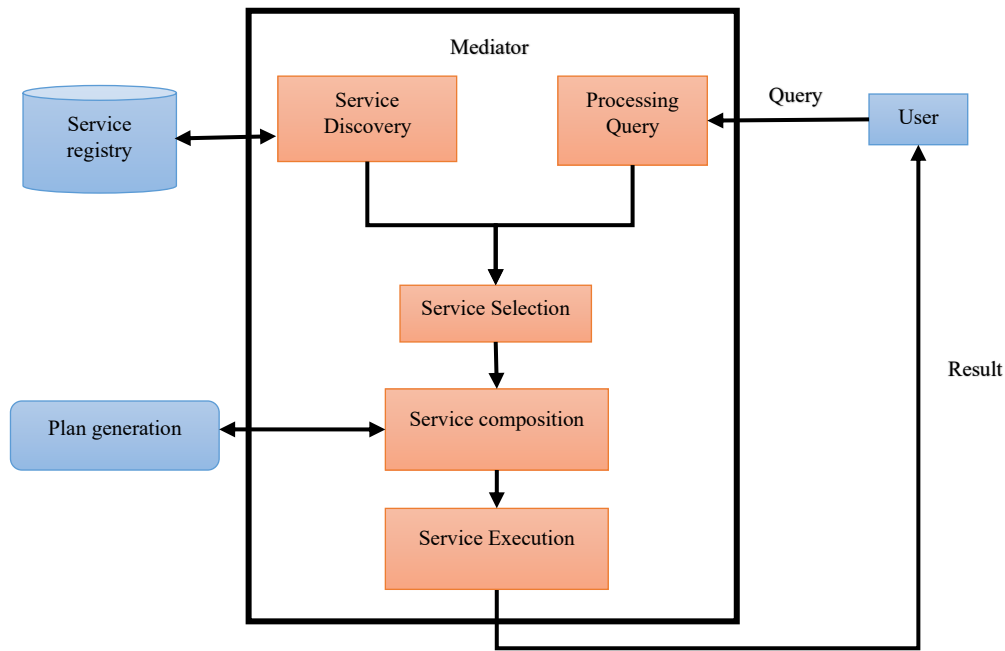 Mediator
Service
registry
Service
Discovery
Processing
Query
Query
User
Service Selection
Result
Plan generation
Service composition
Service Execution